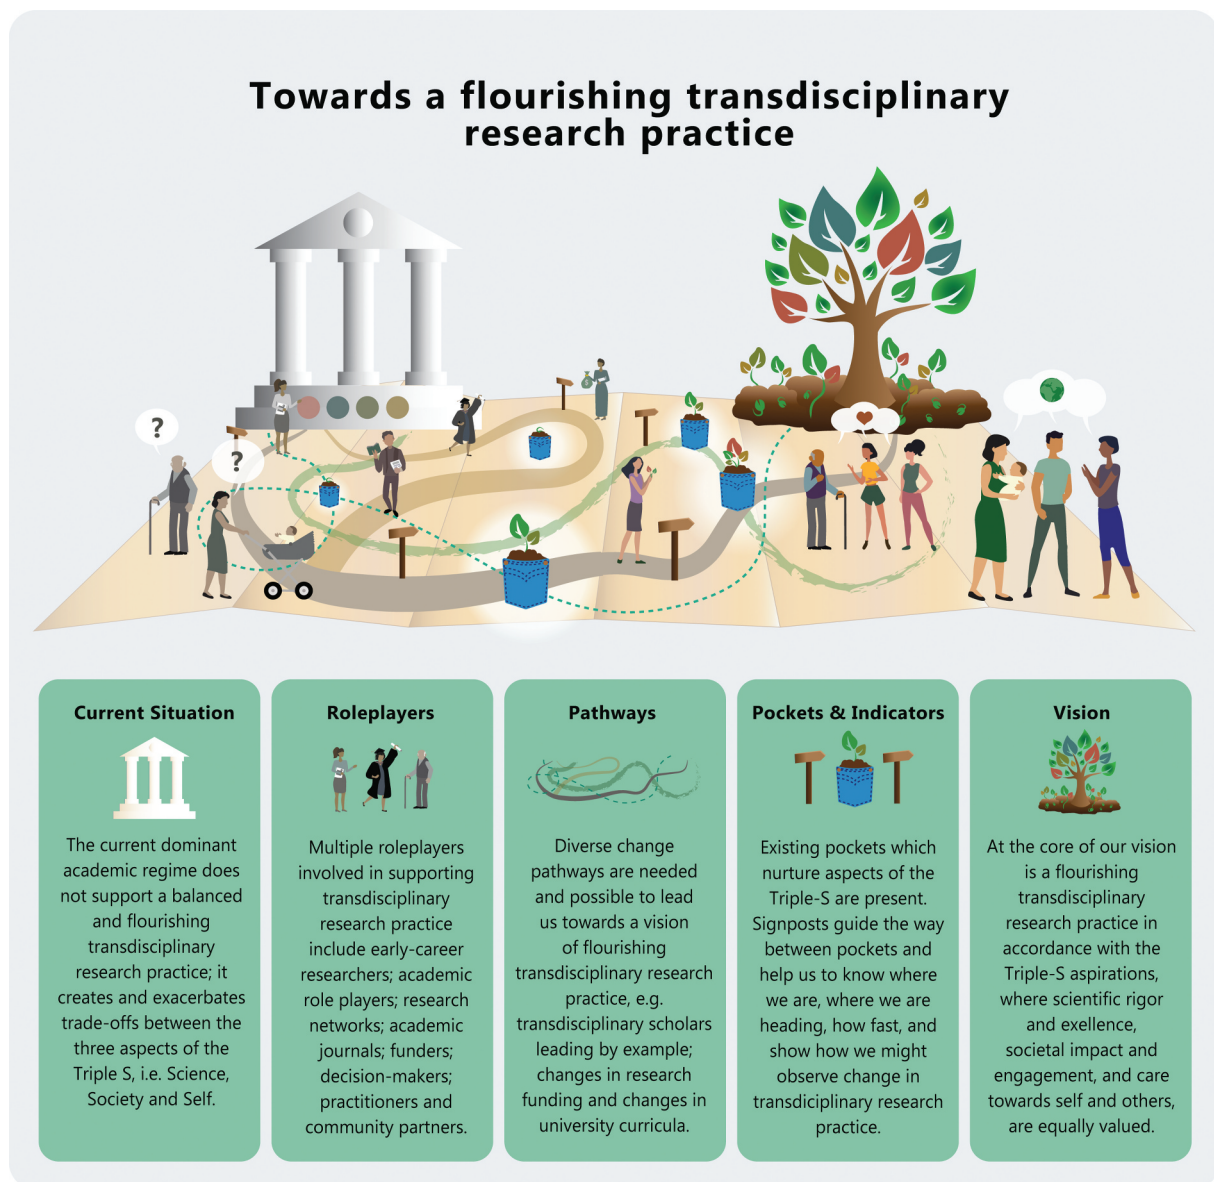 Towards a flourishing transdisciplinary
research practice
?
?
Current Situation
The current dominant
academic regime does
not support a balanced
and flourishing
transdisciplinary
research practice; it
creates and exacerbates
trade-offs between the
three aspects of the
Triple S, i.e. Science,
Society and Self.
Roleplayers
Multiple roleplayers
involved in supporting
transdisciplinary
research practice
include early-career
researchers; academic
role players; research
networks; academic
journals; funders;
decision-makers;
practitioners and
community partners.
Pathways
Diverse change
pathways are needed
and possible to lead
us towards a vision
of flourishing
transdisciplinary research
practice, e.g.
transdisciplinary scholars
leading by example;
changes in research
funding and changes in
university curricula.
Pockets & Indicators
Existing pockets which
nurture aspects of the
Triple-S are present.
Signposts guide the way
between pockets and
help us to know where
we are, where we are
heading, how fast, and
show how we might
observe change in
transdiciplinary research
practice.
Vision
At the core of our vision
is a flourishing
transdisciplinary
research practice in
accordance with the
Triple-S aspirations,
where scientific rigor
and exellence,
societal impact and
engagement, and care
towards self and others,
are equally valued.